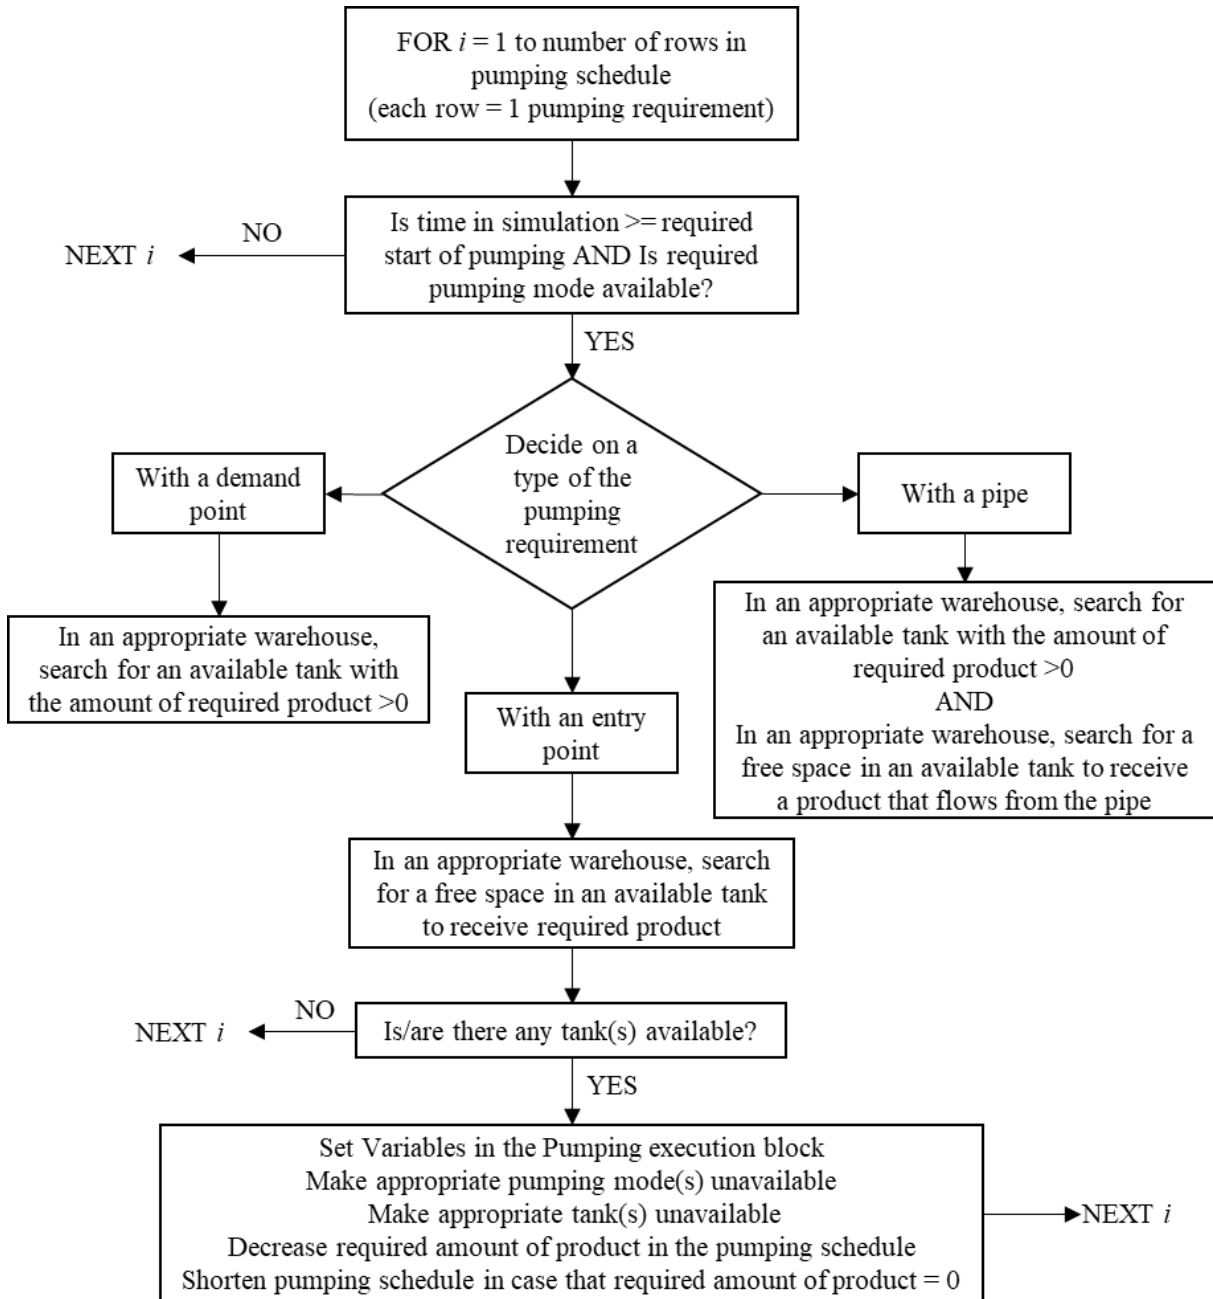 FOR i = 1 to number of rows in
pumping schedule
(each row = 1 pumping requirement)
Is time in simulation >= required
start of pumping AND Is required
pumping mode available?
NO
NEXT i
YES
Decide on a
type of the
pumping
requirement
With a demand
point
With a pipe
In an appropriate warehouse,
search for an available tank with
the amount of required product >0
With an entry
point
In an appropriate warehouse, search for
an available tank with the amount of
required product >0
AND
In an appropriate warehouse, search for a
free space in an available tank to receive
a product that flows from the pipe
In an appropriate warehouse, search
for a free space in an available tank
to receive required product
Is/are there any tank(s) available?
NO
NEXT i
YES
Set Variables in the Pumping execution block
Make appropriate pumping mode(s) unavailable
Make appropriate tank(s) unavailable
Decrease required amount of product in the pumping schedule
Shorten pumping schedule in case that required amount of product = 0
NEXT i